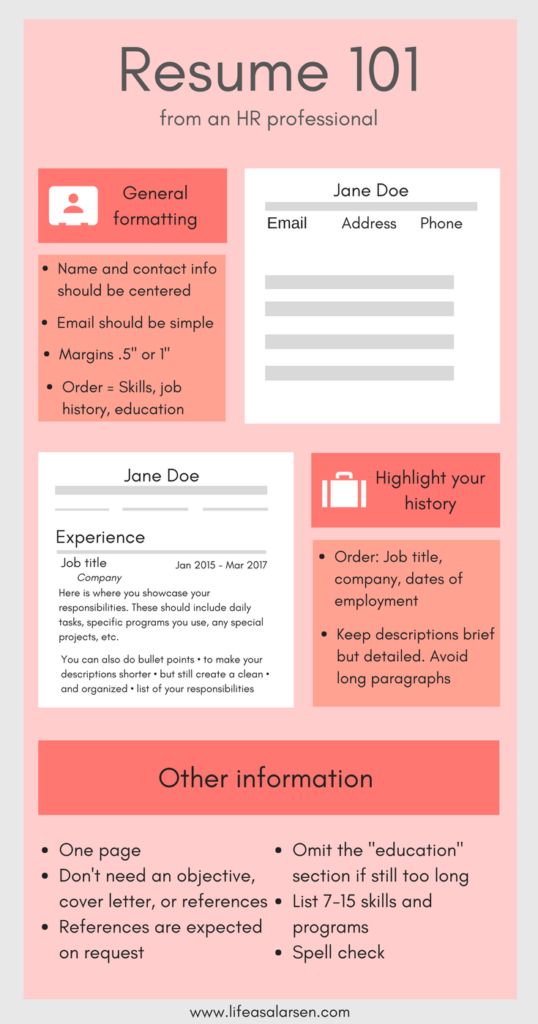 Resume 101
from an HR professional
General
formatting
• Name and contact info
should be centered
• Email should be simple
• Margins .5" or 1"
• Order = Skills, job
history, education
Jane Doe
Email Address Phone
Jane Doe
Experience
Job title
Jan 2015 - Mar 2017
Company
Here is where you showcase your
responsibilities. These should include daily
tasks, specific programs you use, any special
projects, etc.
You can also do bullet points • to make your
descriptions shorter • but still create a clean •
and organized • list of your responsibilities
Highlight your
history
• Order: Job title,
company, dates of
employment
• Keep descriptions brief
but detailed. Avoid
long paragraphs
Other information
• One page
• Don't need an objective,
cover letter, or references
• References are expected
on request
• Omit the "education"
section if still too long
• List 7-15 skills and
programs
• Spell check
www.lifeasalarsen.com